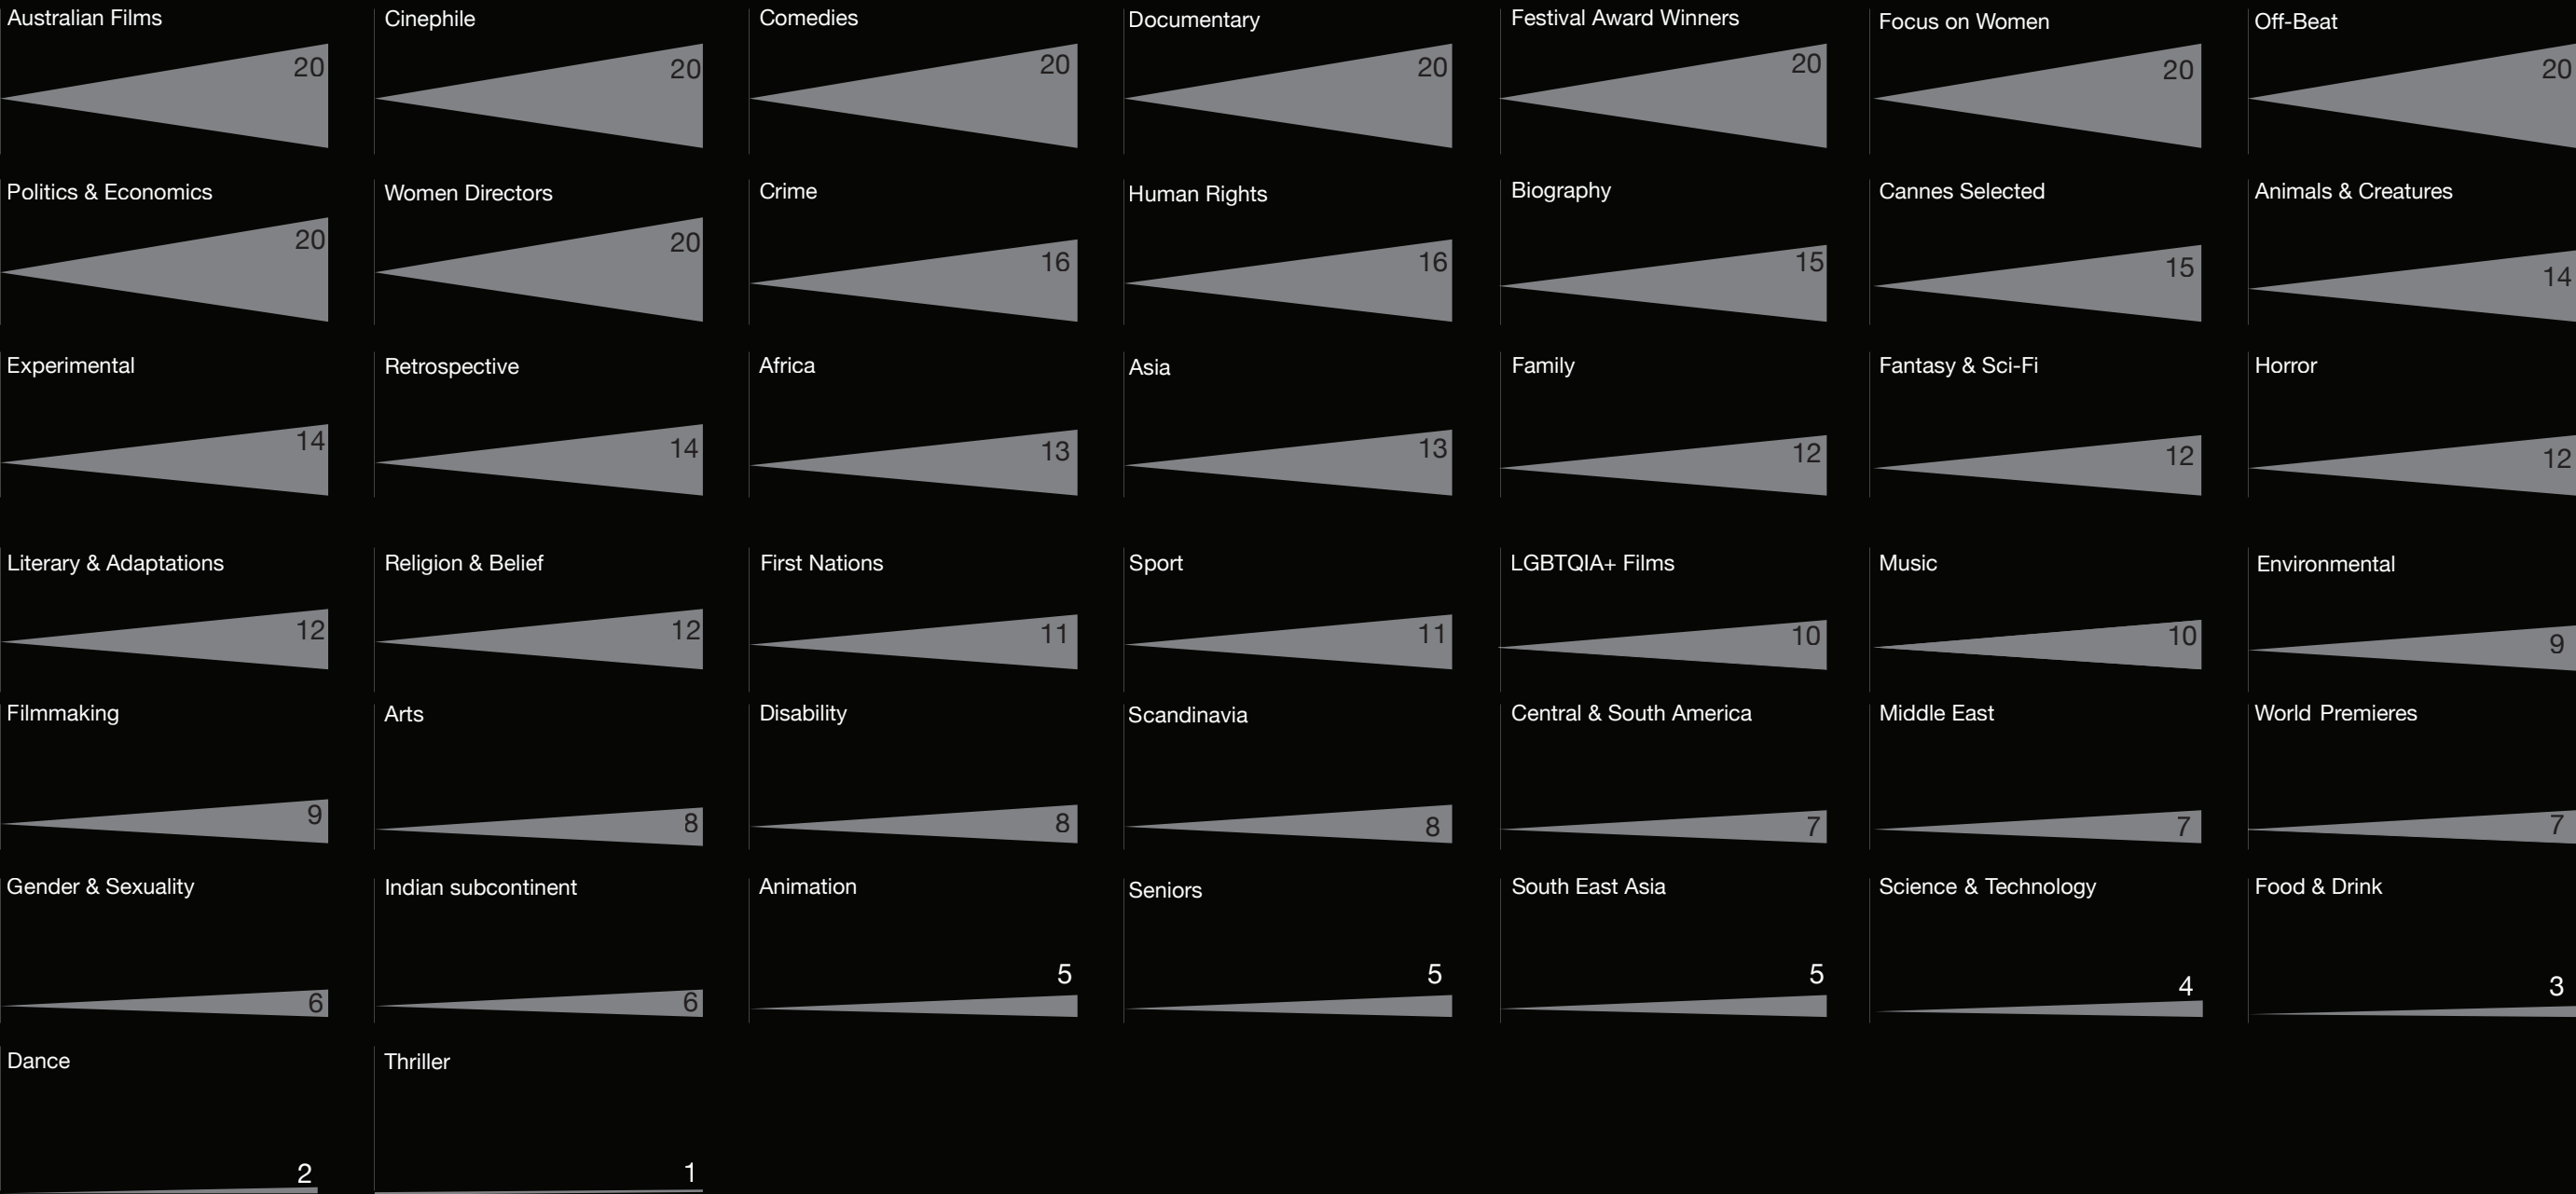 Australian Films
20
Cinephile
20
Comedies
20
Documentary
20
Festival Award Winners
20
Focus on Women
20
Off-Beat
20
Politics & Economics
20
Women Directors
20
Crime
16
Human Rights
16
Biography
15
Cannes Selected
15
Animals & Creatures
14
Experimental
14
Retrospective
14
Africa
13
Asia
13
Family
12
Fantasy & Sci-Fi
12
Horror
12
Literary & Adaptations
12
Religion & Belief
12
First Nations
11
Sport
11
LGBTQIA+ Films
10
Music
10
Environmental
9
Filmmaking
9
Arts
8
Disability
8
Scandinavia
8
Central & South America
7
Middle East
7
World Premieres
7
Gender & Sexuality
6
Indian subcontinent
6
Animation
5
Seniors
5
South East Asia
5
Science & Technology
4
Food & Drink
3
Dance
2
Thriller
1